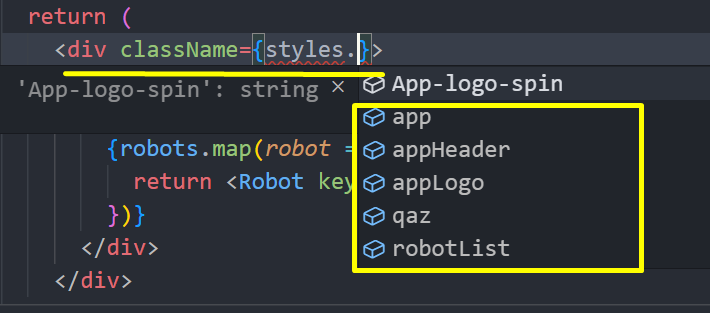 return (
<div className={styles.}>
'App-logo-spin': string ×
App-logo-spin
app
appHeader
appLogo
qaz
robotList
{robots.map(robot =
return <Robot key
})}
</div>
</div>